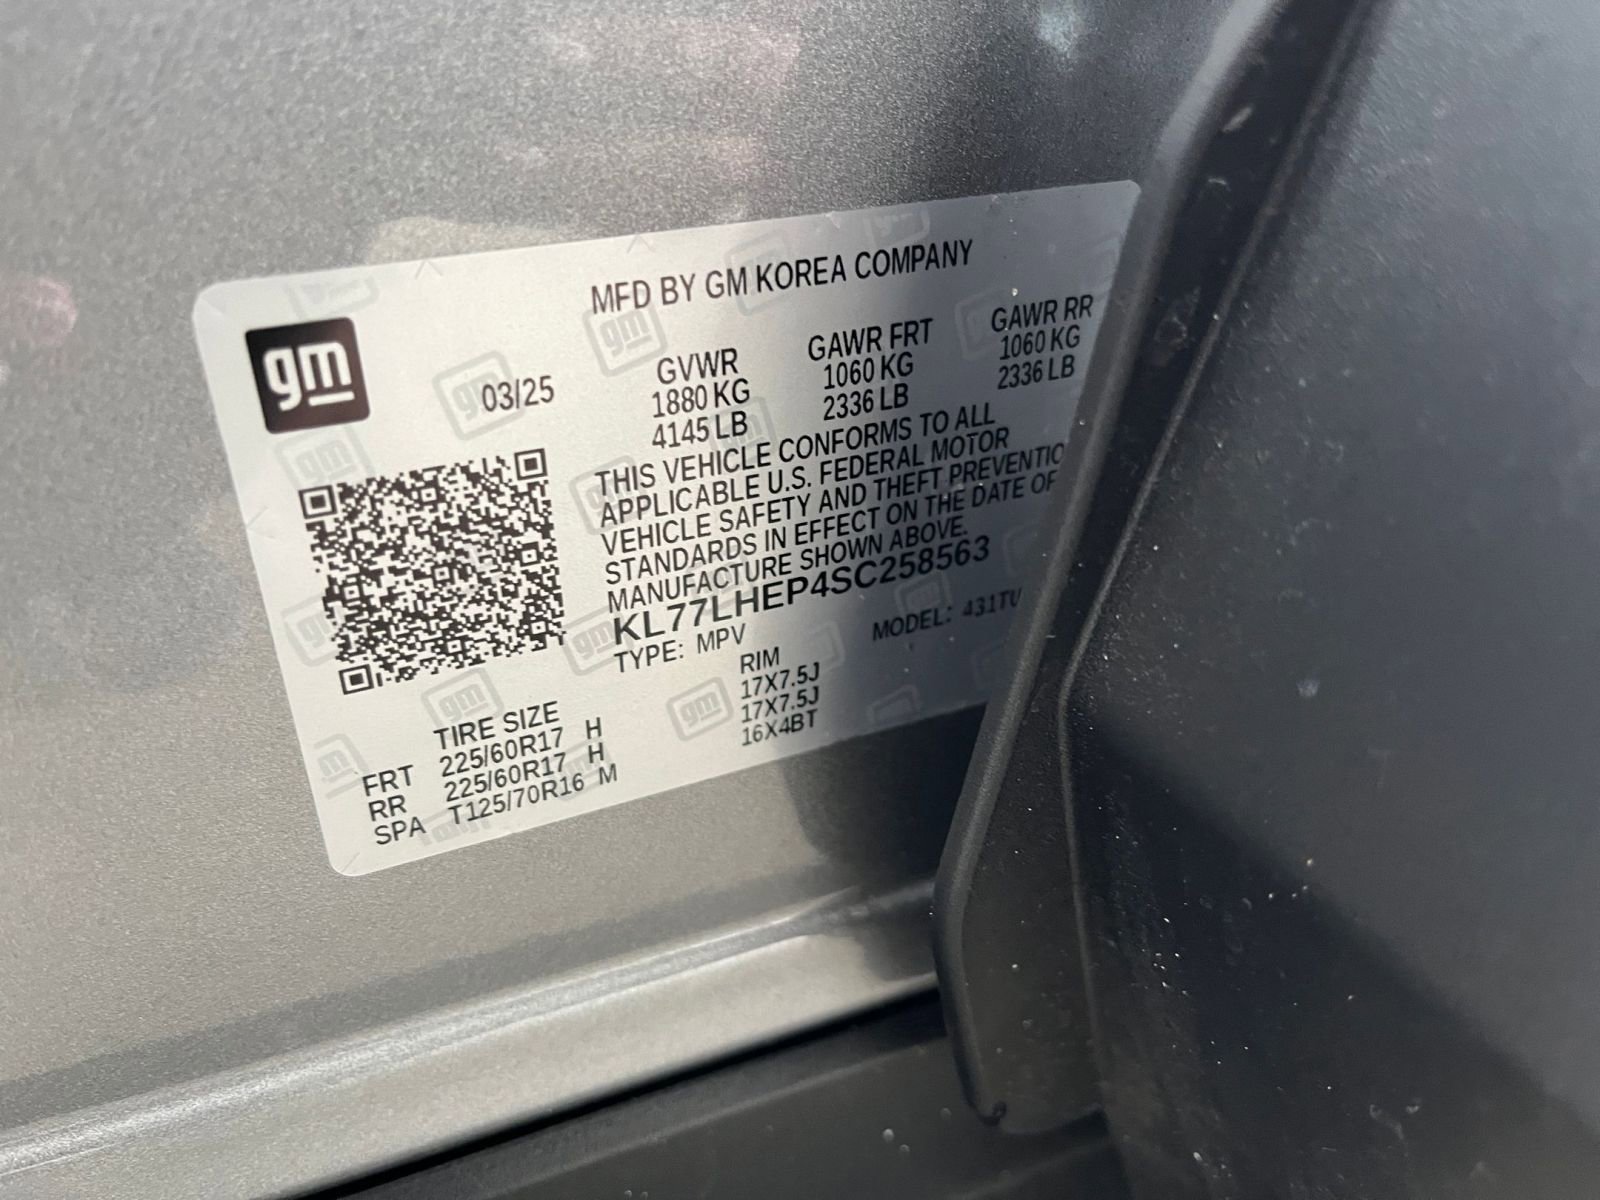 MFD BY GM KOREA COMPANY
gm
03/25
GVWR GAWR FRT GAWR RR
1880 KG 1060 KG 1060 KG
4145 LB 2336 LB 2336 LB
THIS VEHICLE CONFORMS TO ALL
APPLICABLE U.S. FEDERAL MOTOR
VEHICLE SAFETY AND THEFT PREVENTIO
STANDARDS IN EFFECT ON THE DATE OF
MANUFACTURE SHOWN ABOVE.
KL77LHEP4SC258563
TYPE: MPV MODEL: 431TU
TIRE SIZE RIM
FRT 225/60R17 H 17X7.5J
RR 225/60R17 H 17X7.5J
SPA T125/70R16 M 16X4BT